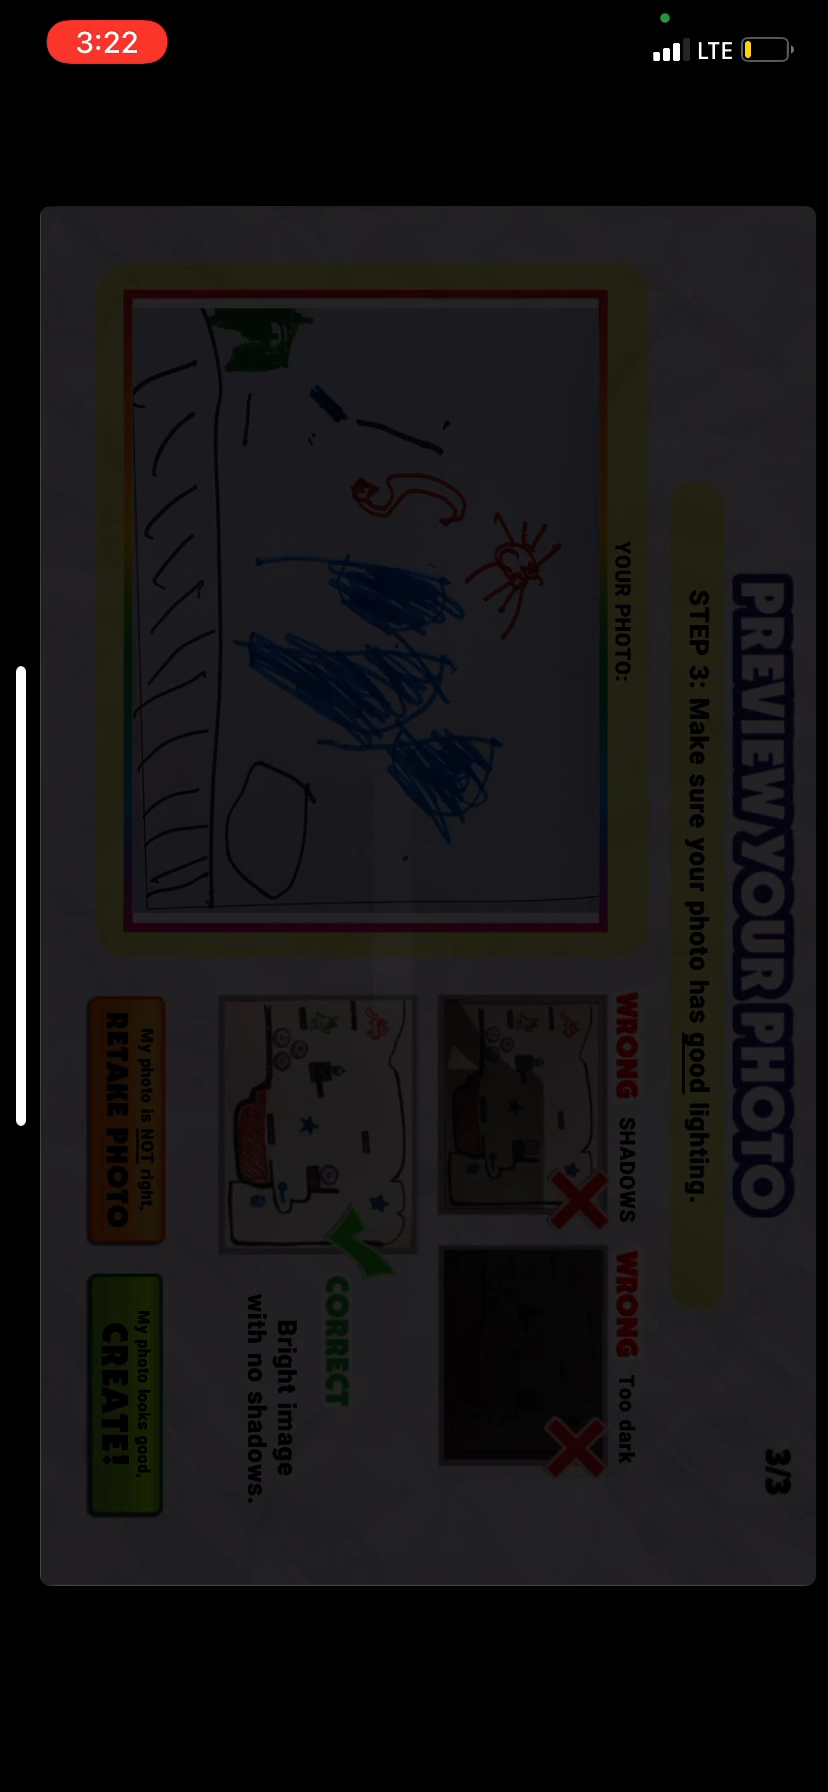 3:22
LTE
PREVIEW YOUR PHOTO
3/3
STEP 3: Make sure your photo has good lighting.
YOUR PHOTO:
WRONG SHADOWS
WRONG Too dark
CORRECT
Bright image
with no shadows.
My photo is NOT right,
RETAKE PHOTO
My photo looks good,
CREATE!